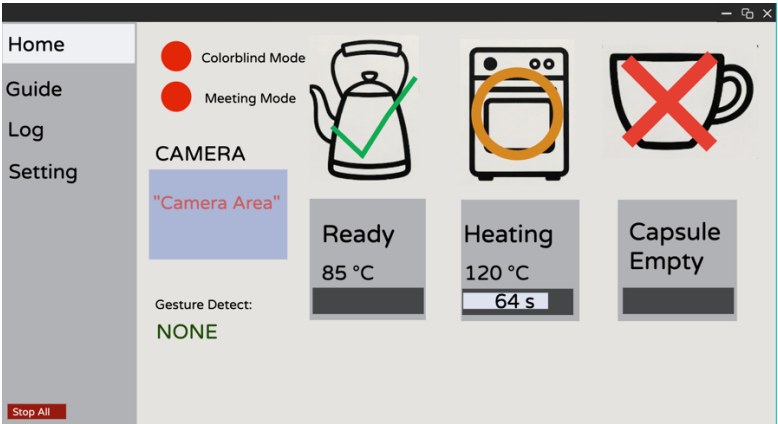 Home
Guide
Log
Setting
Stop All
Colorblind Mode
Meeting Mode
CAMERA
"Camera Area"
Gesture Detect:
NONE
Ready
85 °C
Heating
120 °C
64 s
Capsule
Empty